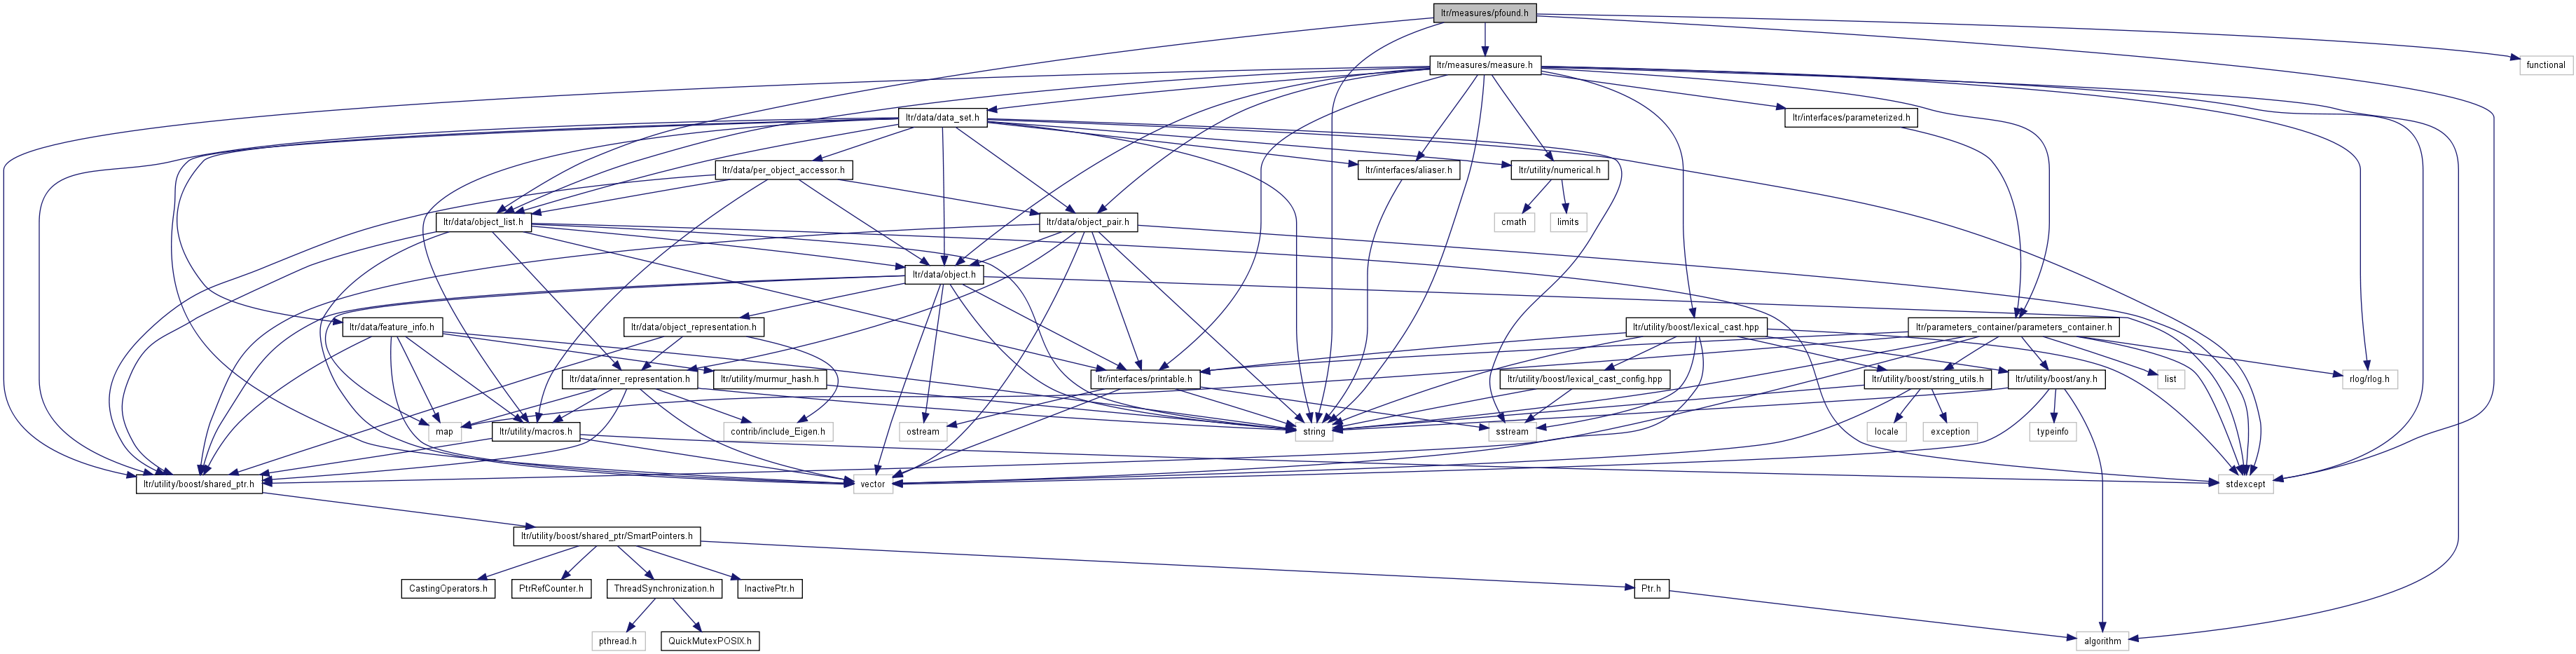 ltr/measures/pfound.h
ltr/measures/measure.h
functional
ltr/data/data_set.h
ltr/interfaces/parameterized.h
ltr/data/per_object_accessor.h
ltr/interfaces/aliaser.h
ltr/utility/numerical.h
ltr/data/object_list.h
ltr/data/object_pair.h
cmath
limits
ltr/data/object.h
ltr/data/feature_info.h
ltr/data/object_representation.h
ltr/utility/boost/lexical_cast.hpp
ltr/parameters_container/parameters_container.h
ltr/data/inner_representation.h
ltr/utility/murmur_hash.h
ltr/interfaces/printable.h
ltr/utility/boost/lexical_cast_config.hpp
ltr/utility/boost/string_utils.h
ltr/utility/boost/any.h
list
rlog/rlog.h
map
ltr/utility/macros.h
contrib/include_Eigen.h
ostream
string
sstream
locale
exception
typeinfo
ltr/utility/boost/shared_ptr.h
vector
stdexcept
ltr/utility/boost/shared_ptr/SmartPointers.h
CastingOperators.h
PtrRefCounter.h
ThreadSynchronization.h
InactivePtr.h
Ptr.h
pthread.h
QuickMutexPOSIX.h
algorithm